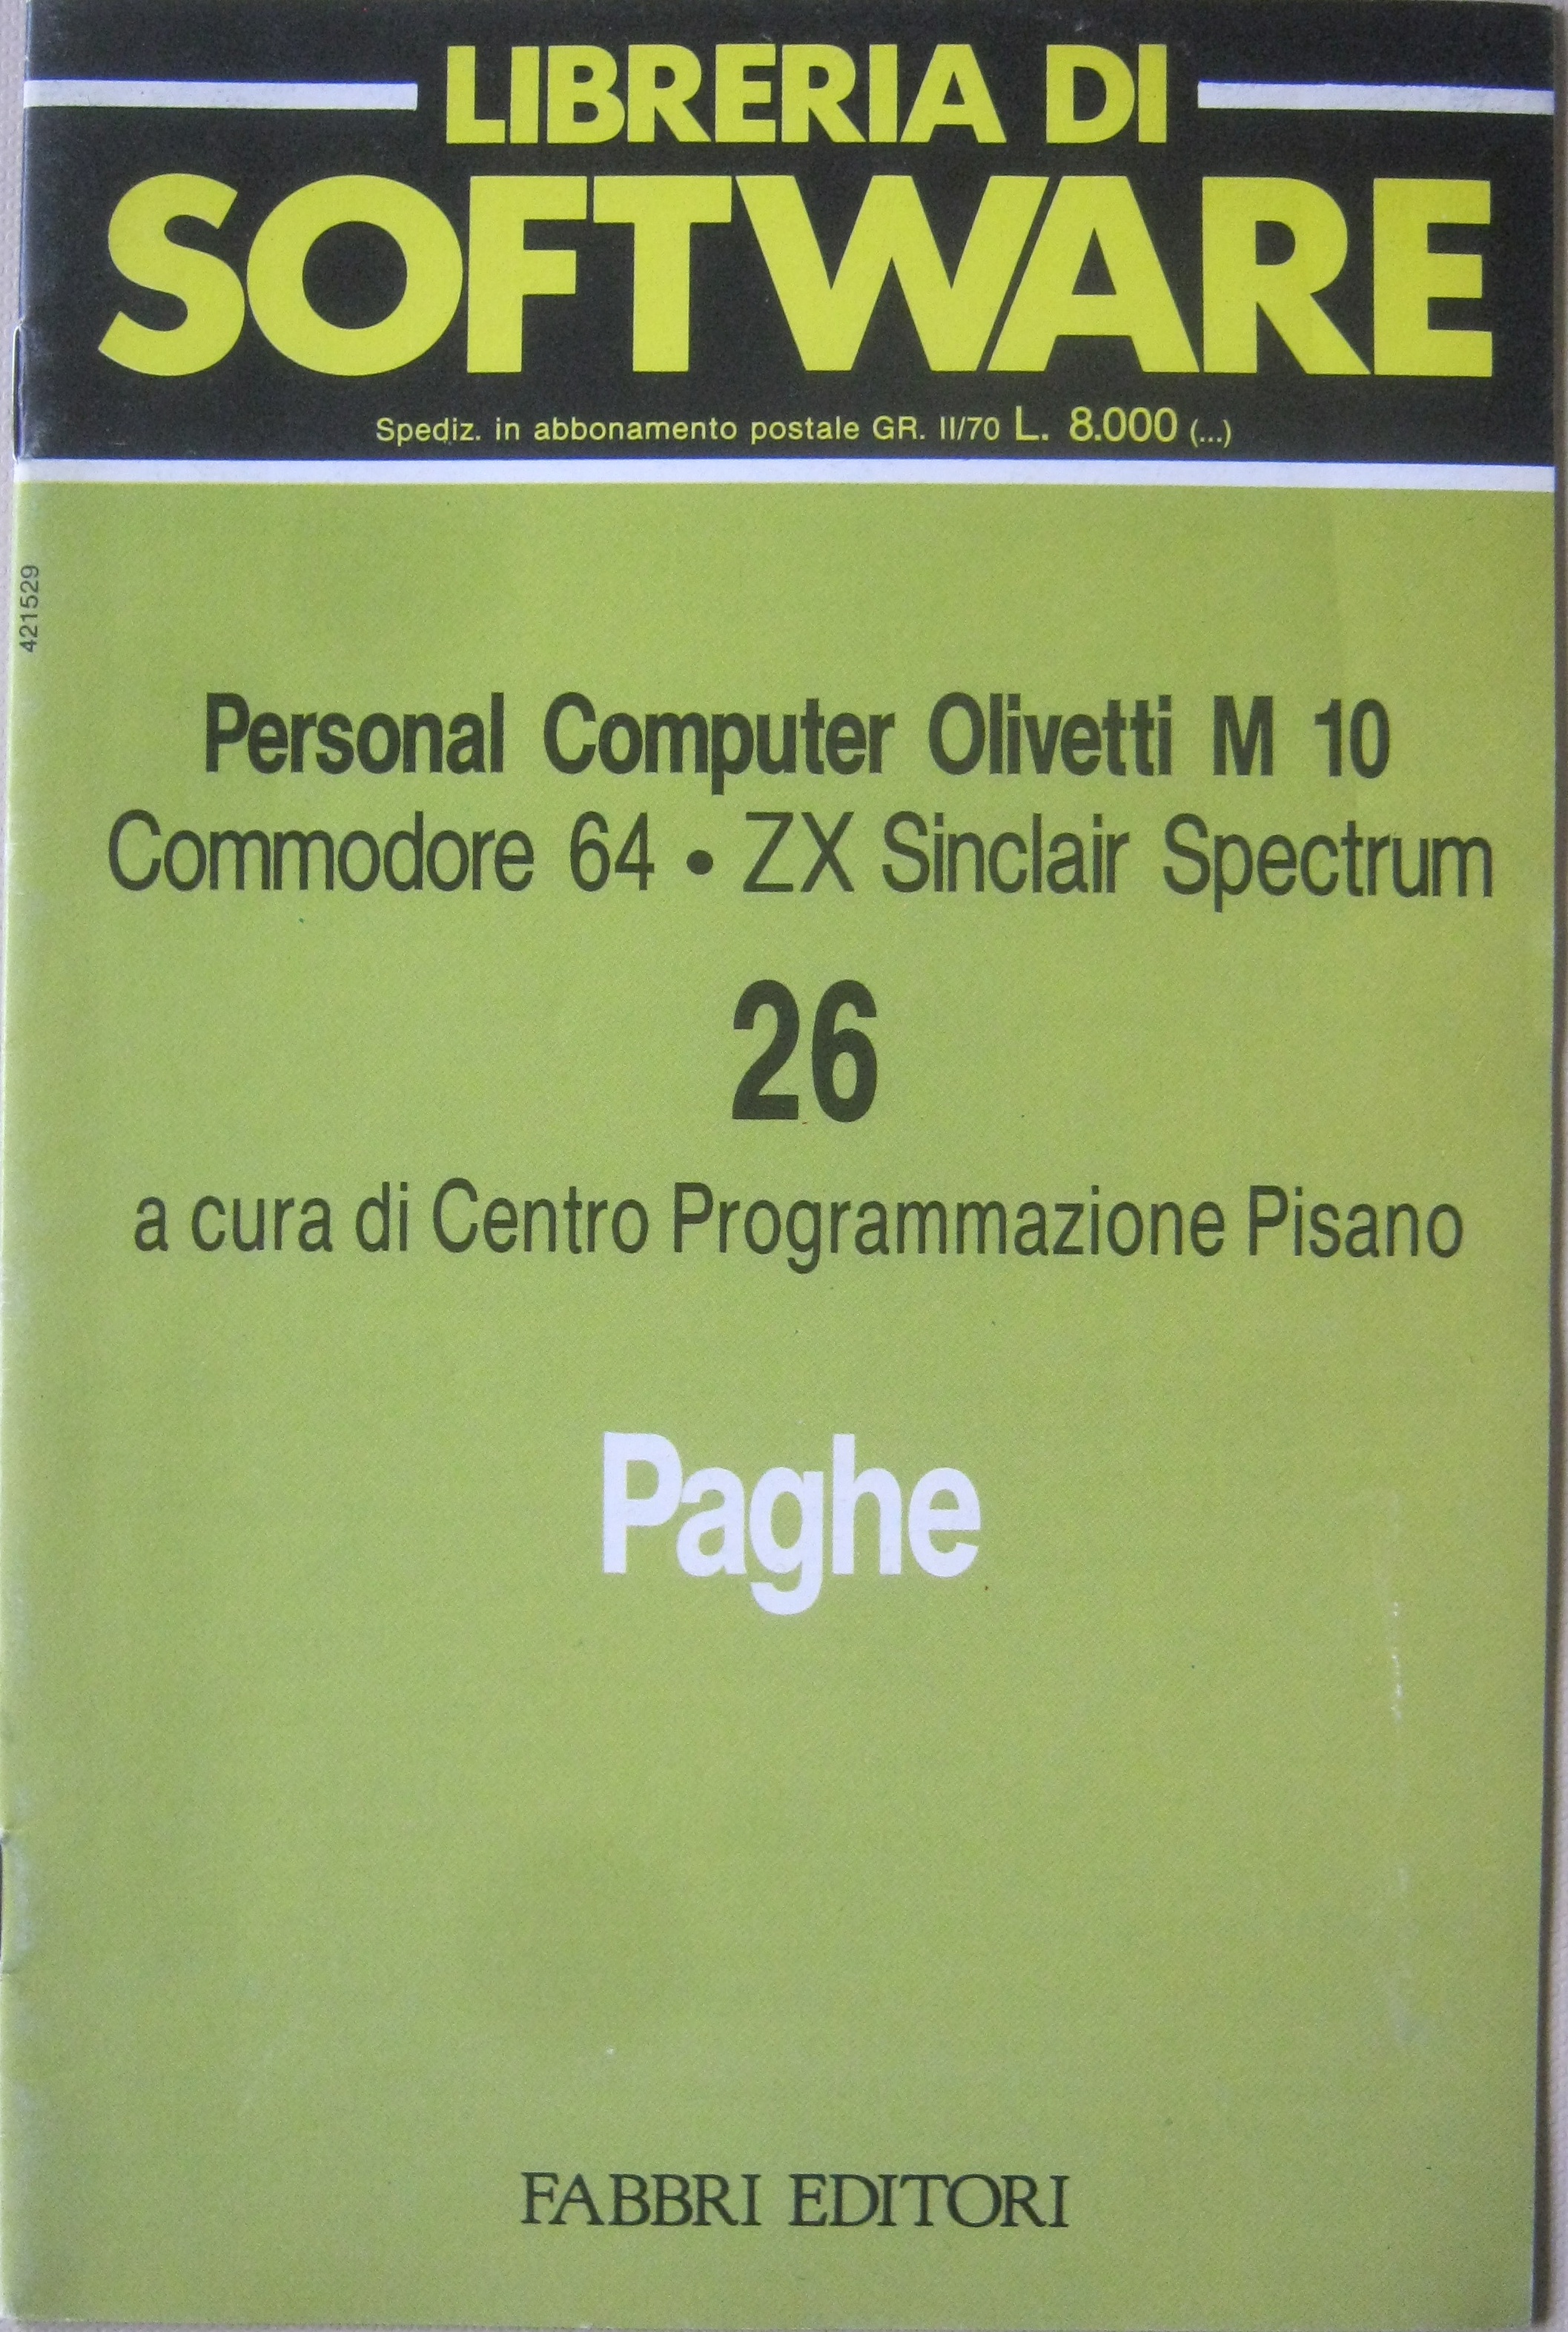 LIBRERIA DI
SOFTWARE
Spediz. in abbonamento postale GR. II/70 L. 8.000 (...)
421529
Personal Computer Olivetti M 10
Commodore 64 • ZX Sinclair Spectrum
26
a cura di Centro Programmazione Pisano
Paghe
FABBRI EDITORI